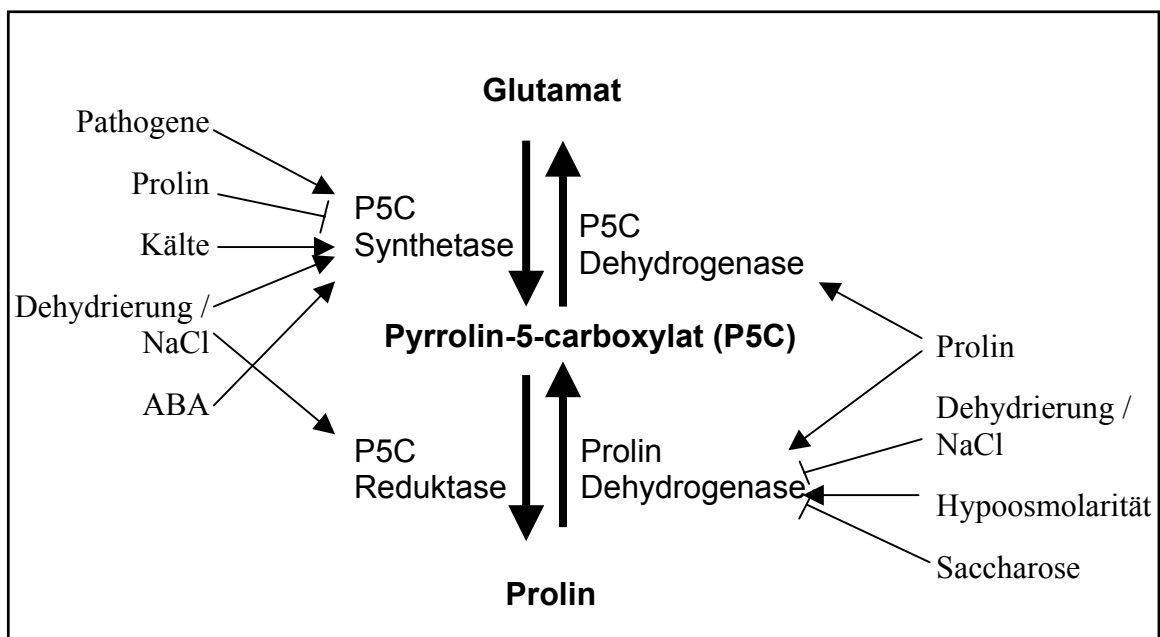 Glutamat
Pathogene
Prolin
Kälte
Dehydrierung /
NaCl
ABA
P5C
Synthetase
P5C
Dehydrogenase
Pyrrolin-5-carboxylat (P5C)
P5C
Reduktase
Prolin
Dehydrogenase
Prolin
Dehydrierung /
NaCl
Hypoosmolarität
Saccharose
Prolin